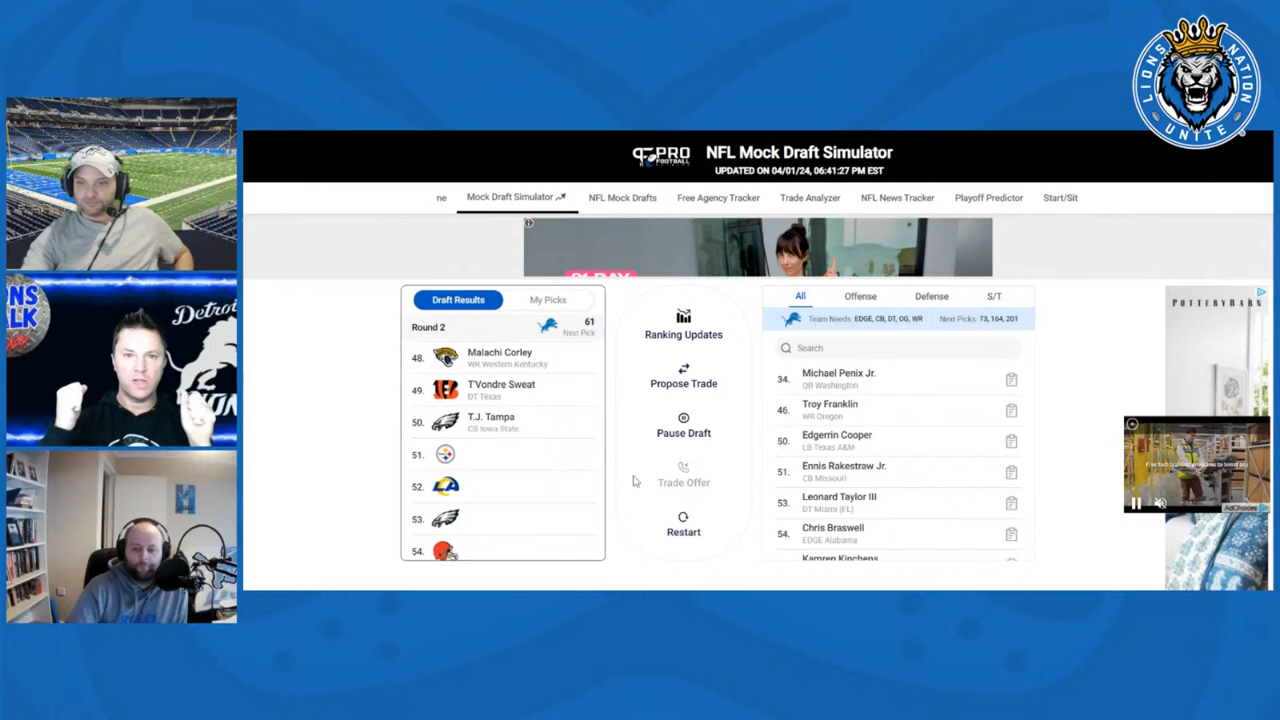 LIONS NATION UNITE
NFL Mock Draft Simulator
PRO
FOOTBALL
UPDATED ON 04/01/24, 06:41:27 PM EST
ne
Mock Draft Simulator
NFL Mock Drafts
Free Agency Tracker
Trade Analyzer
NFL News Tracker
Playoff Predictor
Start/Sit
Detroit
Draft Results
My Picks
Round 2
61
Next Pick
48. Malachi Corley
WR Western Kentucky
49. T'Vondre Sweat
DT Texas
50. T.J. Tampa
CB Iowa State
51.
52.
53.
54.
Ranking Updates
Propose Trade
Pause Draft
Trade Offer
Restart
All
Offense
Defense
S/T
Team Needs: EDGE, CB, DT, OG, WR
Next Picks: 73, 164, 201
Search
34. Michael Penix Jr.
QB Washington
46. Troy Franklin
WR Oregon
50. Edgerrin Cooper
LB Texas A&M
51. Ennis Rakestraw Jr.
CB Missouri
53. Leonard Taylor III
DT Miami (FL)
54. Chris Braswell
EDGE Alabama
Kamren Kinchens
POTTERY BARN
AdChoices